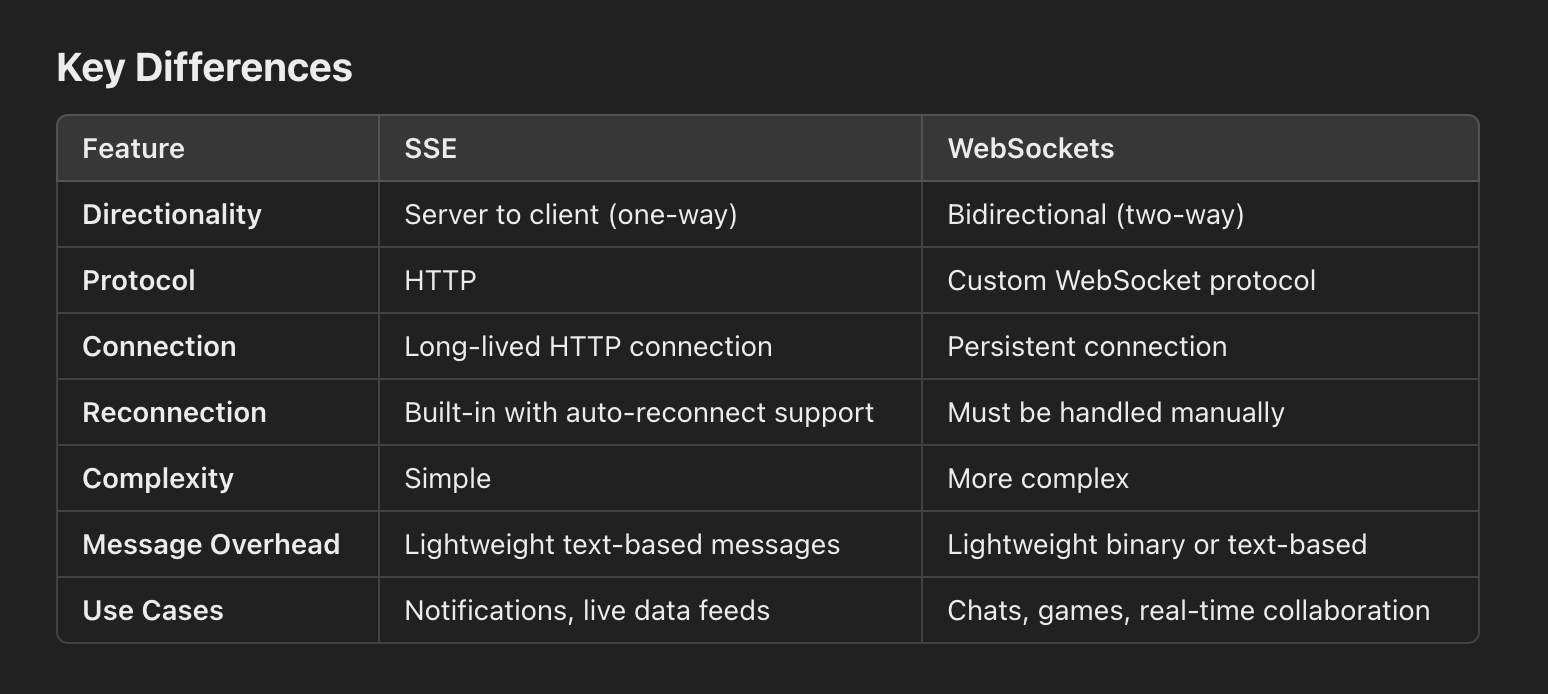 Key Differences
Feature SSE WebSockets
Directionality Server to client (one-way) Bidirectional (two-way)
Protocol HTTP Custom WebSocket protocol
Connection Long-lived HTTP connection Persistent connection
Reconnection Built-in with auto-reconnect support Must be handled manually
Complexity Simple More complex
Message Overhead Lightweight text-based messages Lightweight binary or text-based
Use Cases Notifications, live data feeds Chats, games, real-time collaboration